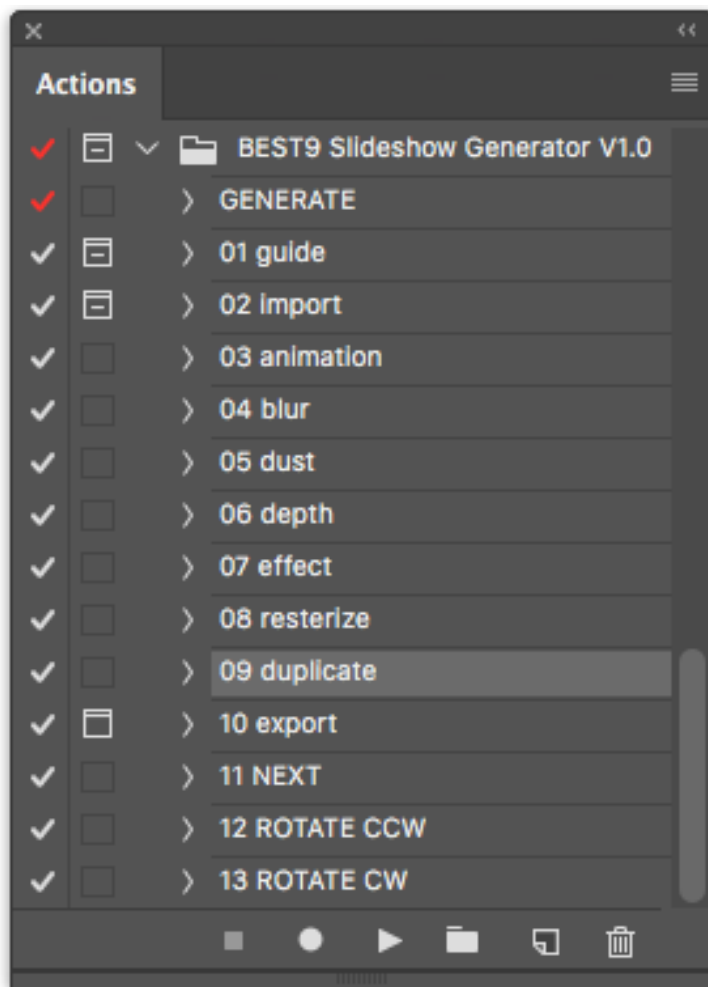 Actions
BEST9 Slideshow Generator V1.0
GENERATE
01 guide
02 import
03 animation
04 blur
05 dust
06 depth
07 effect
08 resterize
09 duplicate
10 export
11 NEXT
12 ROTATE CCW
13 ROTATE CW